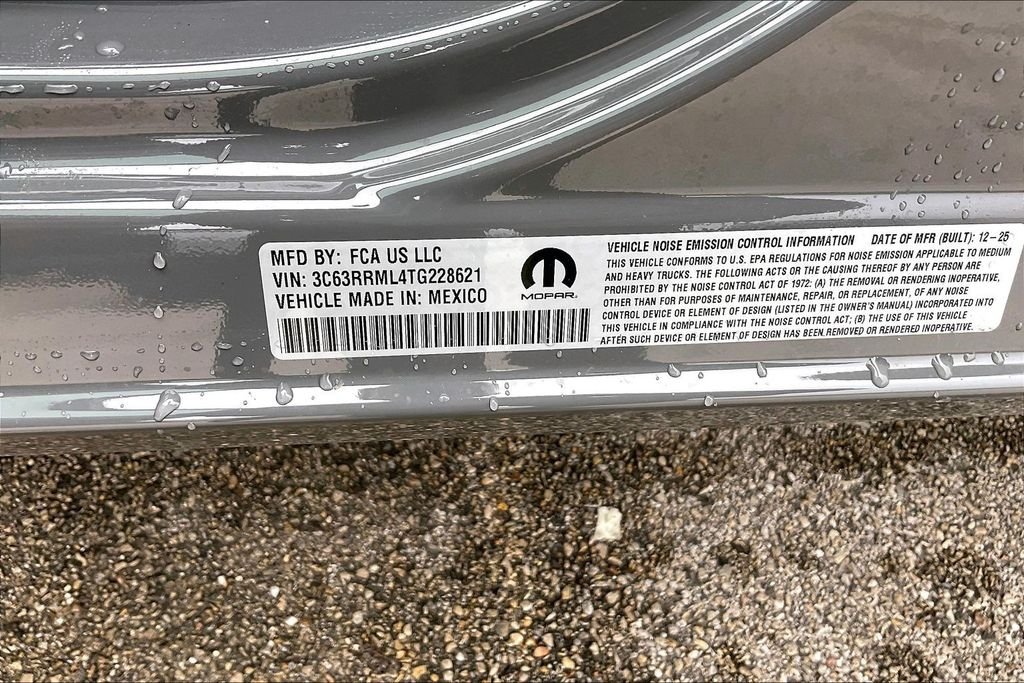 MFD BY: FCA US LLC
VIN: 3C63RRML4TG228621
VEHICLE MADE IN: MEXICO
MOPAR
VEHICLE NOISE EMISSION CONTROL INFORMATION DATE OF MFR (BUILT): 12-25
THIS VEHICLE CONFORMS TO U.S. EPA REGULATIONS FOR NOISE EMISSION APPLICABLE TO MEDIUM
AND HEAVY TRUCKS. THE FOLLOWING ACTS OR THE CAUSING THEREOF BY ANY PERSON ARE
PROHIBITED BY THE NOISE CONTROL ACT OF 1972: (A) THE REMOVAL OR RENDERING INOPERATIVE,
OTHER THAN FOR PURPOSES OF MAINTENANCE, REPAIR, OR REPLACEMENT, OF ANY NOISE
CONTROL DEVICE OR ELEMENT OF DESIGN (LISTED IN THE OWNER'S MANUAL) INCORPORATED INTO
THIS VEHICLE IN COMPLIANCE WITH THE NOISE CONTROL ACT; (B) THE USE OF THIS VEHICLE
AFTER SUCH DEVICE OR ELEMENT OF DESIGN HAS BEEN REMOVED OR RENDERED INOPERATIVE.